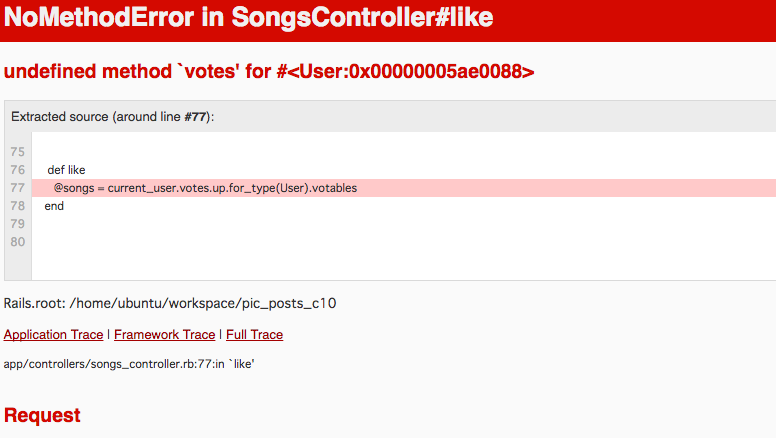 NoMethodError in SongsController#like
undefined method `votes' for #<User:0x00000005ae0088>
Extracted source (around line #77):
75
76 def like
77 @songs = current_user.votes.up.for_type(User).votables
78 end
79
80
Rails.root: /home/ubuntu/workspace/pic_posts_c10
Application Trace | Framework Trace | Full Trace
app/controllers/songs_controller.rb:77:in `like'
Request